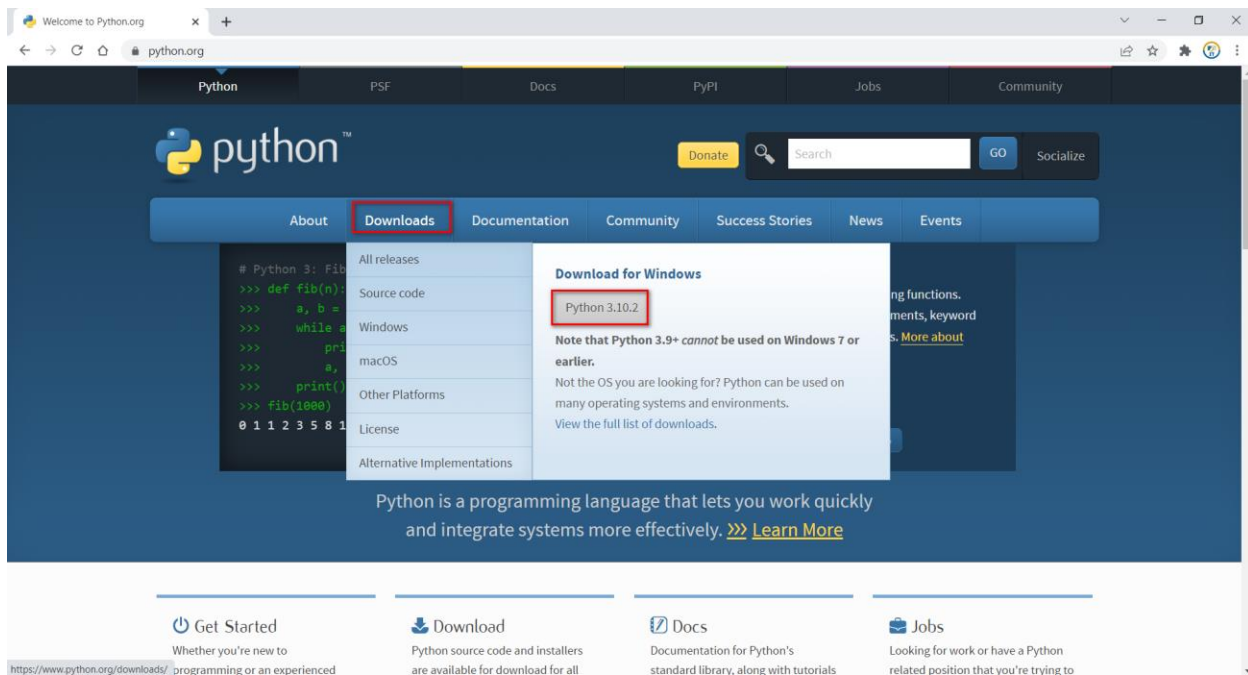 Welcome to Python.org
python.org
Python PSF Docs PyPI Jobs Community
python™
Donate Search GO Socialize
About Downloads Documentation Community Success Stories News Events
All releases
Source code
Windows
macOS
Other Platforms
License
Alternative Implementations
Download for Windows
Python 3.10.2
Note that Python 3.9+ cannot be used on Windows 7 or
earlier.
Not the OS you are looking for? Python can be used on
many operating systems and environments.
View the full list of downloads.
# Python 3: Fib
>>> def fib(n):
>>> a, b =
>>> while a
>>> pri
>>> a,
>>> print()
>>> fib(1000)
0 1 1 2 3 5 8 1
ng functions.
ments, keyword
s. More about
Python is a programming language that lets you work quickly
and integrate systems more effectively. >>> Learn More
Get Started
Whether you're new to
programming or an experienced
Download
Python source code and installers
are available for download for all
Docs
Documentation for Python's
standard library, along with tutorials
Jobs
Looking for work or have a Python
related position that you're trying to
https://www.python.org/downloads/